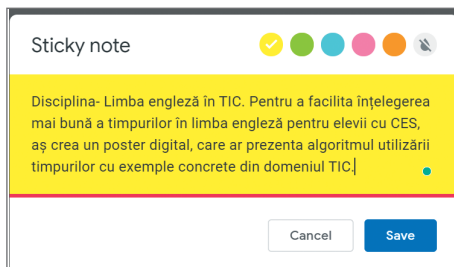 Sticky note
Disciplina- Limba engleză în TIC. Pentru a facilita înțelegerea
mai bună a timpurilor în limba engleză pentru elevii cu CES,
aș crea un poster digital, care ar prezenta algoritmul utilizării
timpurilor cu exemple concrete din domeniul TIC.
Cancel
Save